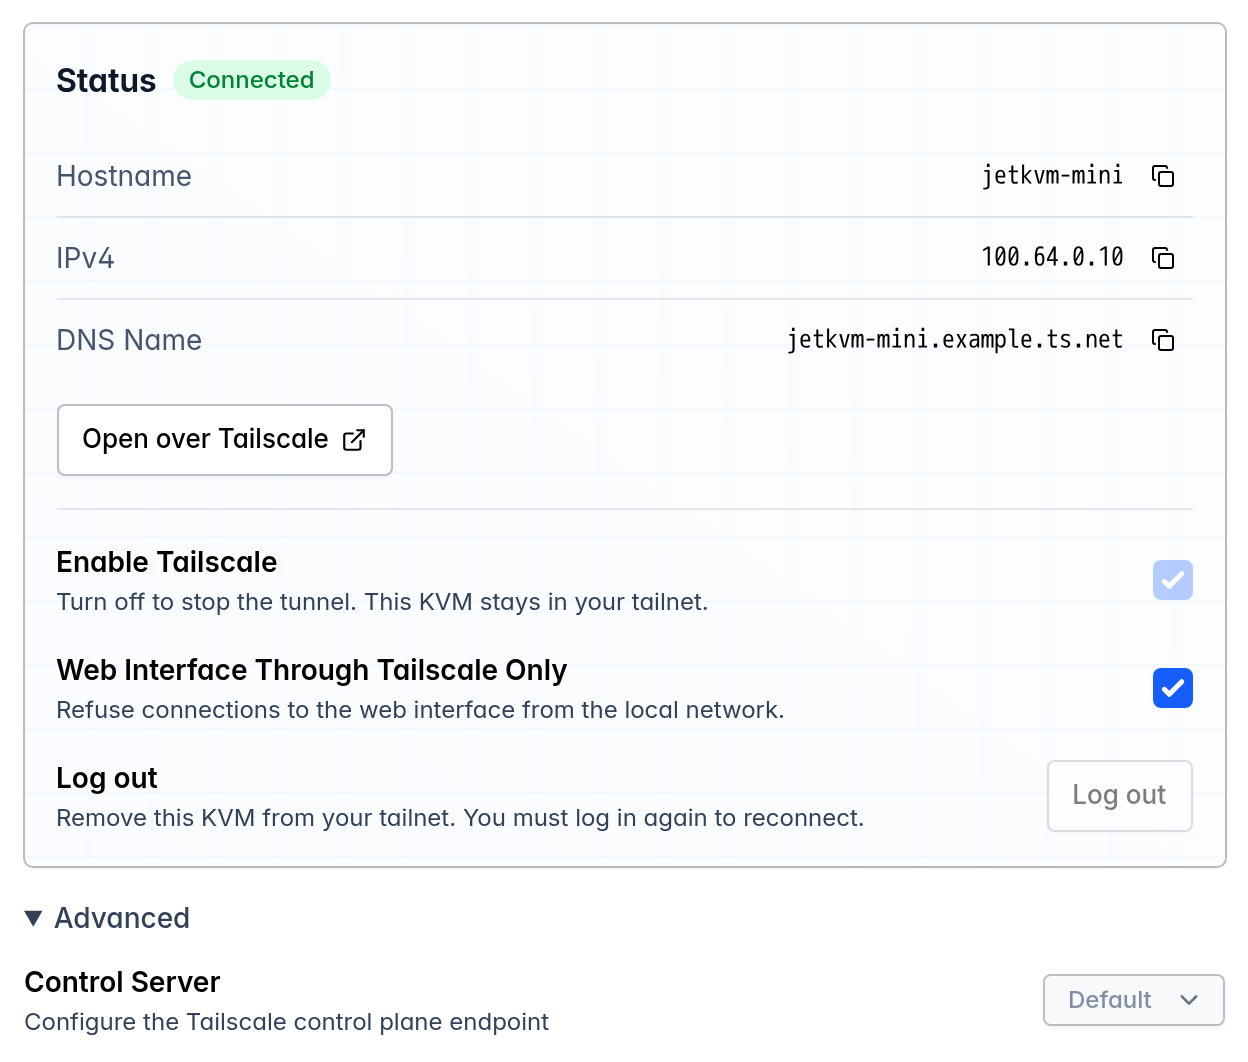 Status Connected
Hostname jetkvm-mini
IPv4 100.64.0.10
DNS Name jetkvm-mini.example.ts.net
Open over Tailscale
Enable Tailscale
Turn off to stop the tunnel. This KVM stays in your tailnet.
Web Interface Through Tailscale Only
Refuse connections to the web interface from the local network.
Log out
Remove this KVM from your tailnet. You must log in again to reconnect.
Log out
Advanced
Control Server
Configure the Tailscale control plane endpoint
Default